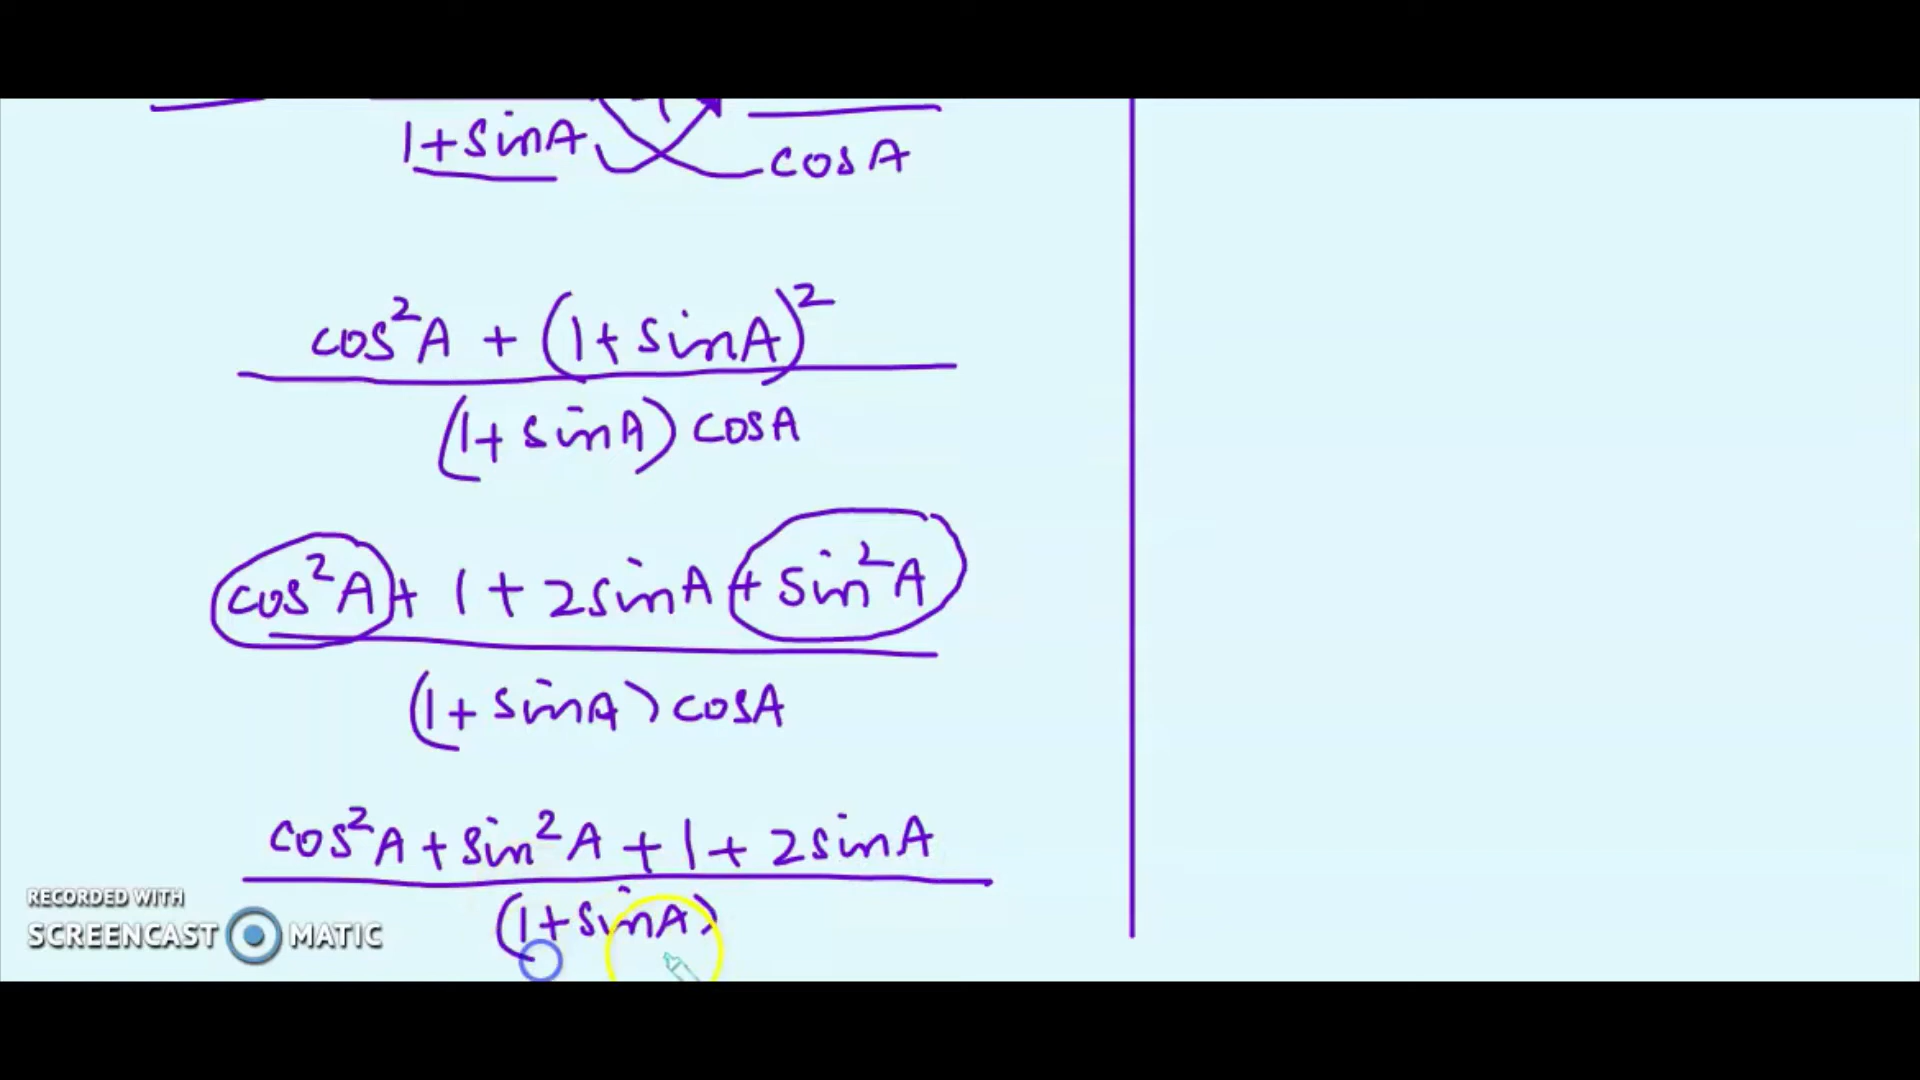 1+sinA cosA
cos²A + (1+sinA)²
(1+sinA) cosA
cos²A + 1 + 2sinA + sin²A
(1+sinA) cosA
cos²A + sin²A + 1 + 2sinA
(1+sinA)
RECORDED WITH
SCREENCAST MATIC